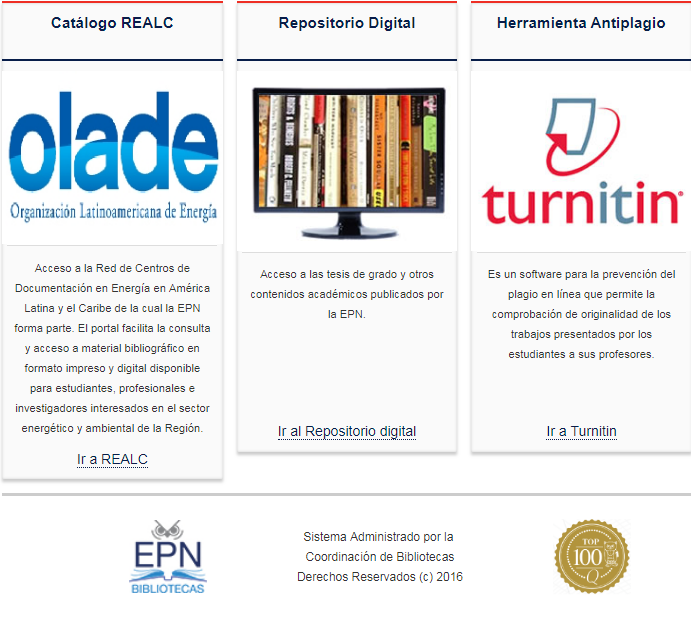 Catálogo REALC
olade
Organización Latinoamericana de Energía
Acceso a la Red de Centros de
Documentación en Energía en América
Latina y el Caribe de la cual la EPN
forma parte. El portal facilita la consulta
y acceso a material bibliográfico en
formato impreso y digital disponible
para estudiantes, profesionales e
investigadores interesados en el sector
energético y ambiental de la Región.
Ir a REALC
Repositorio Digital
Acceso a las tesis de grado y otros
contenidos académicos publicados por
la EPN.
Ir al Repositorio digital
Herramienta Antiplagio
turnitin
Es un software para la prevención del
plagio en línea que permite la
comprobación de originalidad de los
trabajos presentados por los
estudiantes a sus profesores.
Ir a Turnitin
EPN
BIBLIOTECAS
Sistema Administrado por la
Coordinación de Bibliotecas
Derechos Reservados (c) 2016
TOP
100
Q